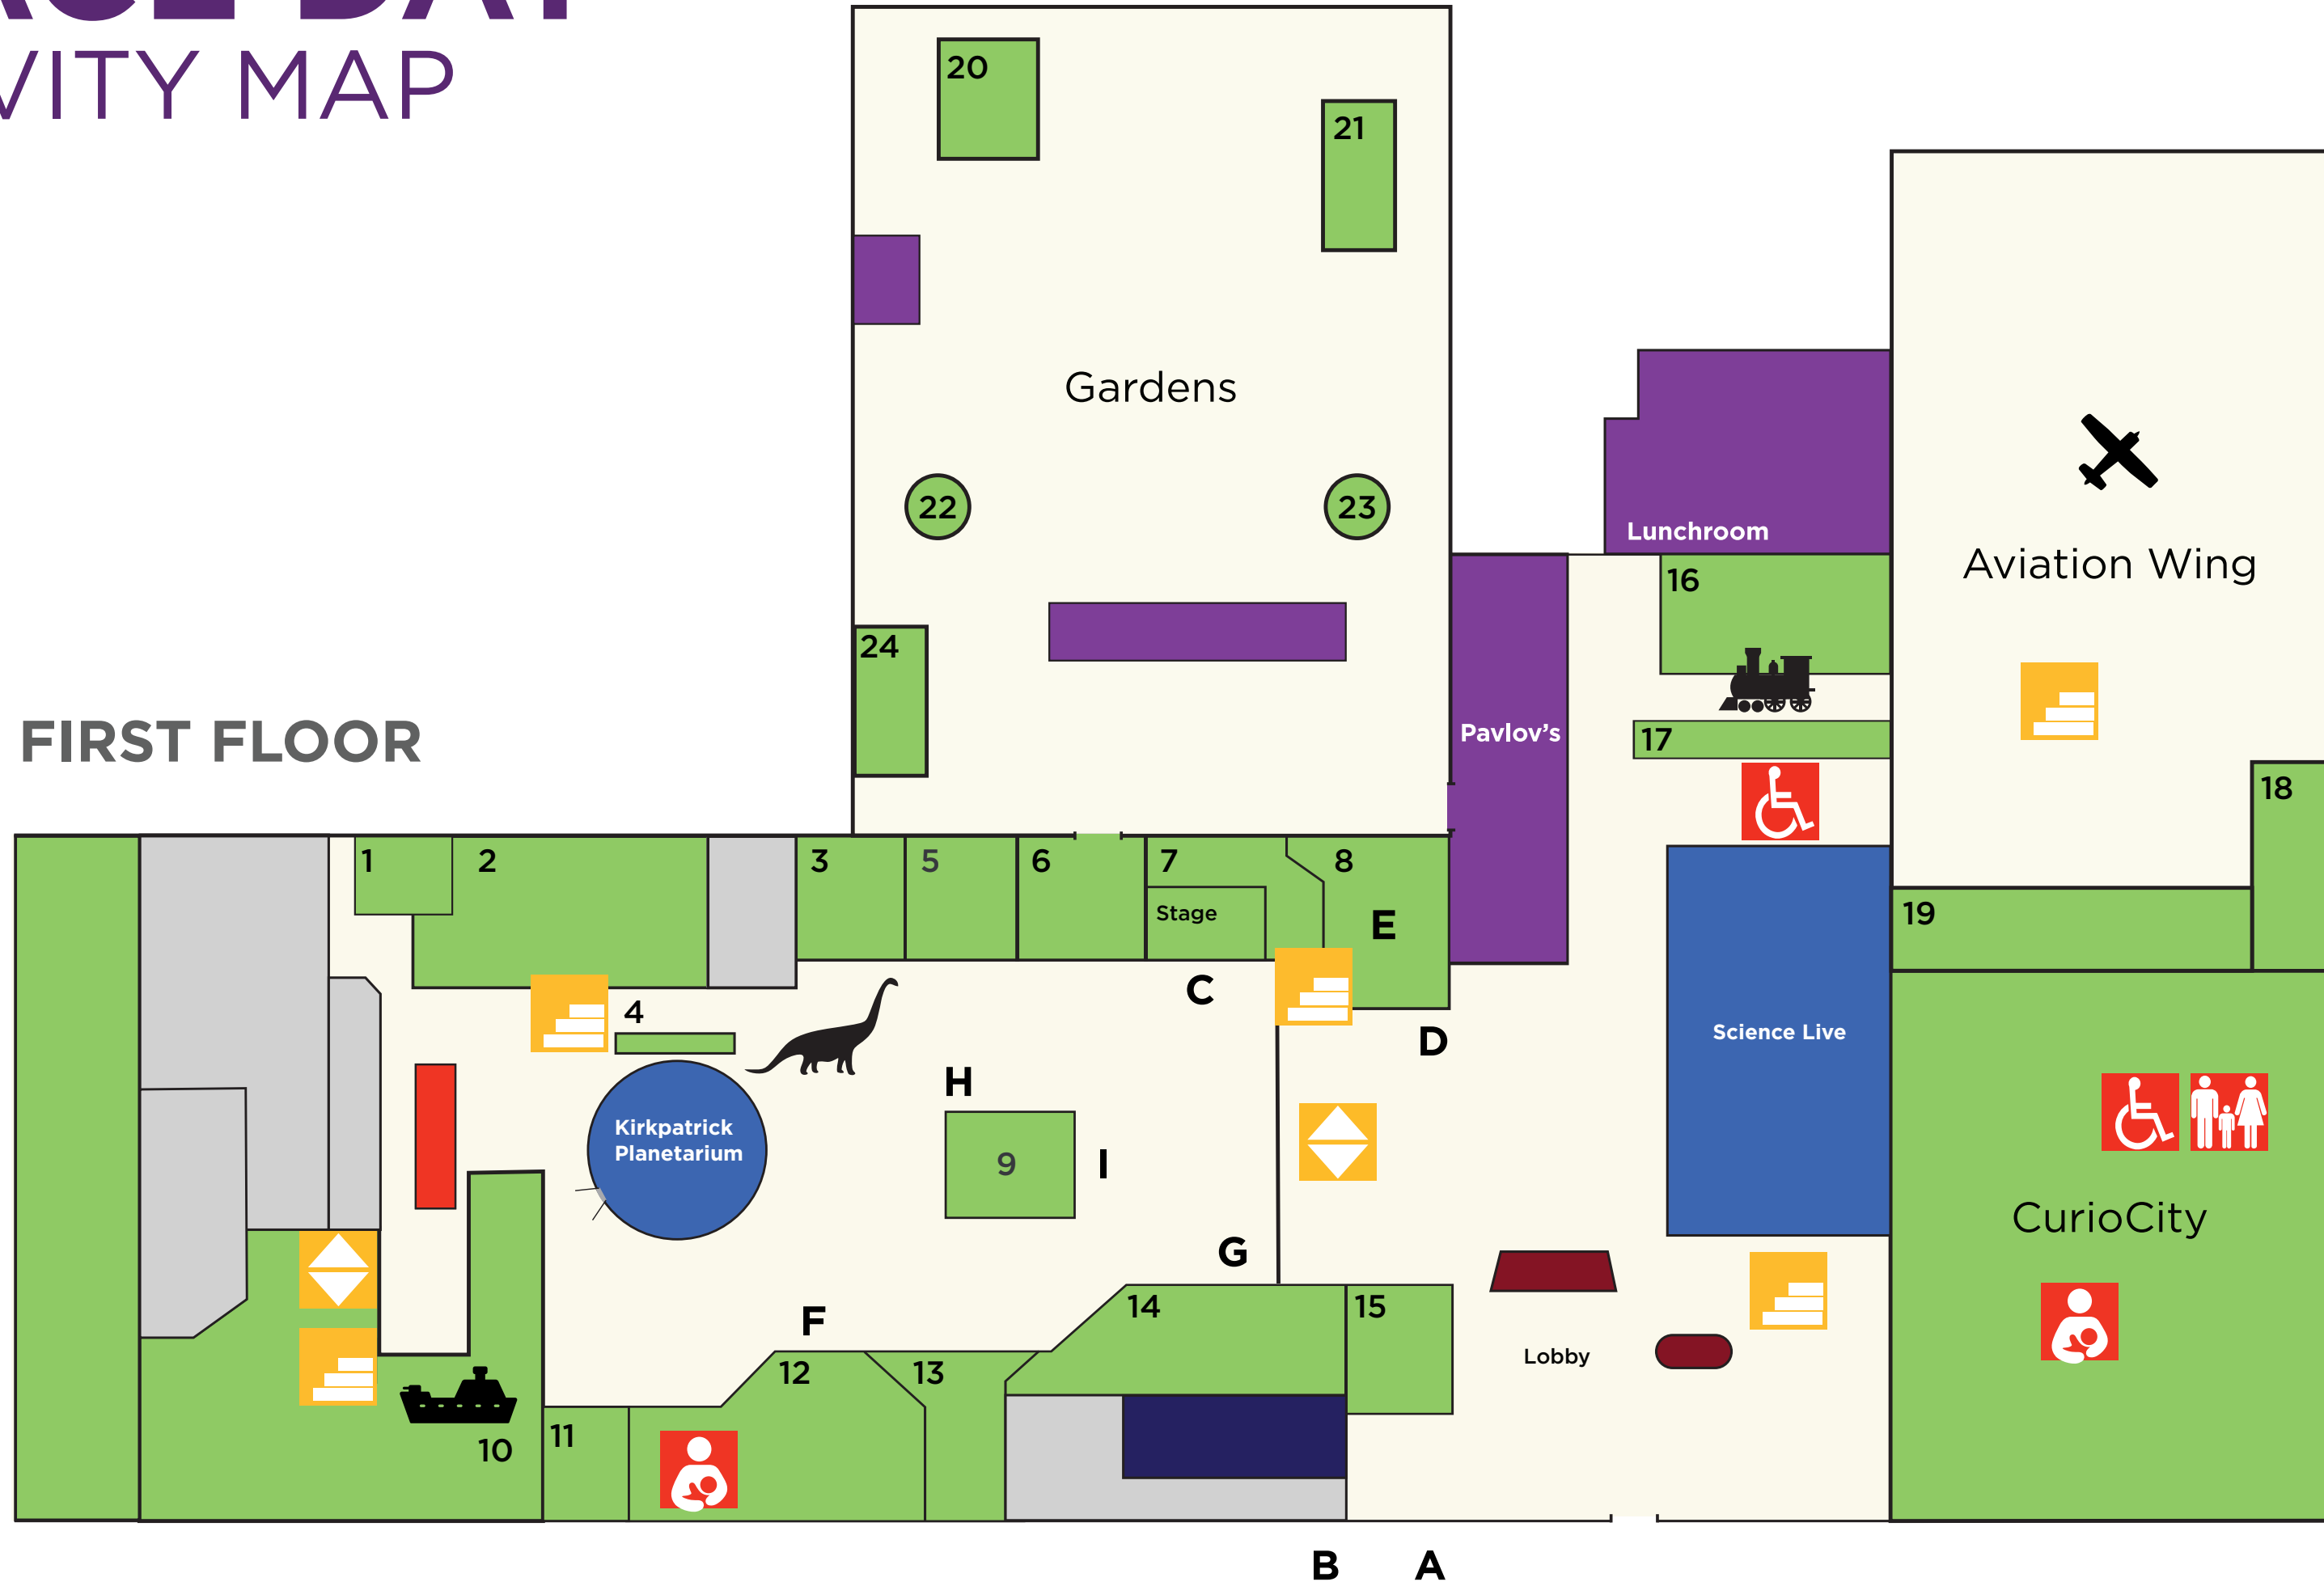 VITY MAP
20
21
Gardens
22
23
Lunchroom
Aviation Wing
16
24
FIRST FLOOR
Pavlov’s
17
18
1
2
3
5
6
7
8
Stage
E
19
C
4
D
Science Live
H
Kirkpatrick
Planetarium
9
I
CurioCity
G
14
15
F
Lobby
12
13
11
10
B
A